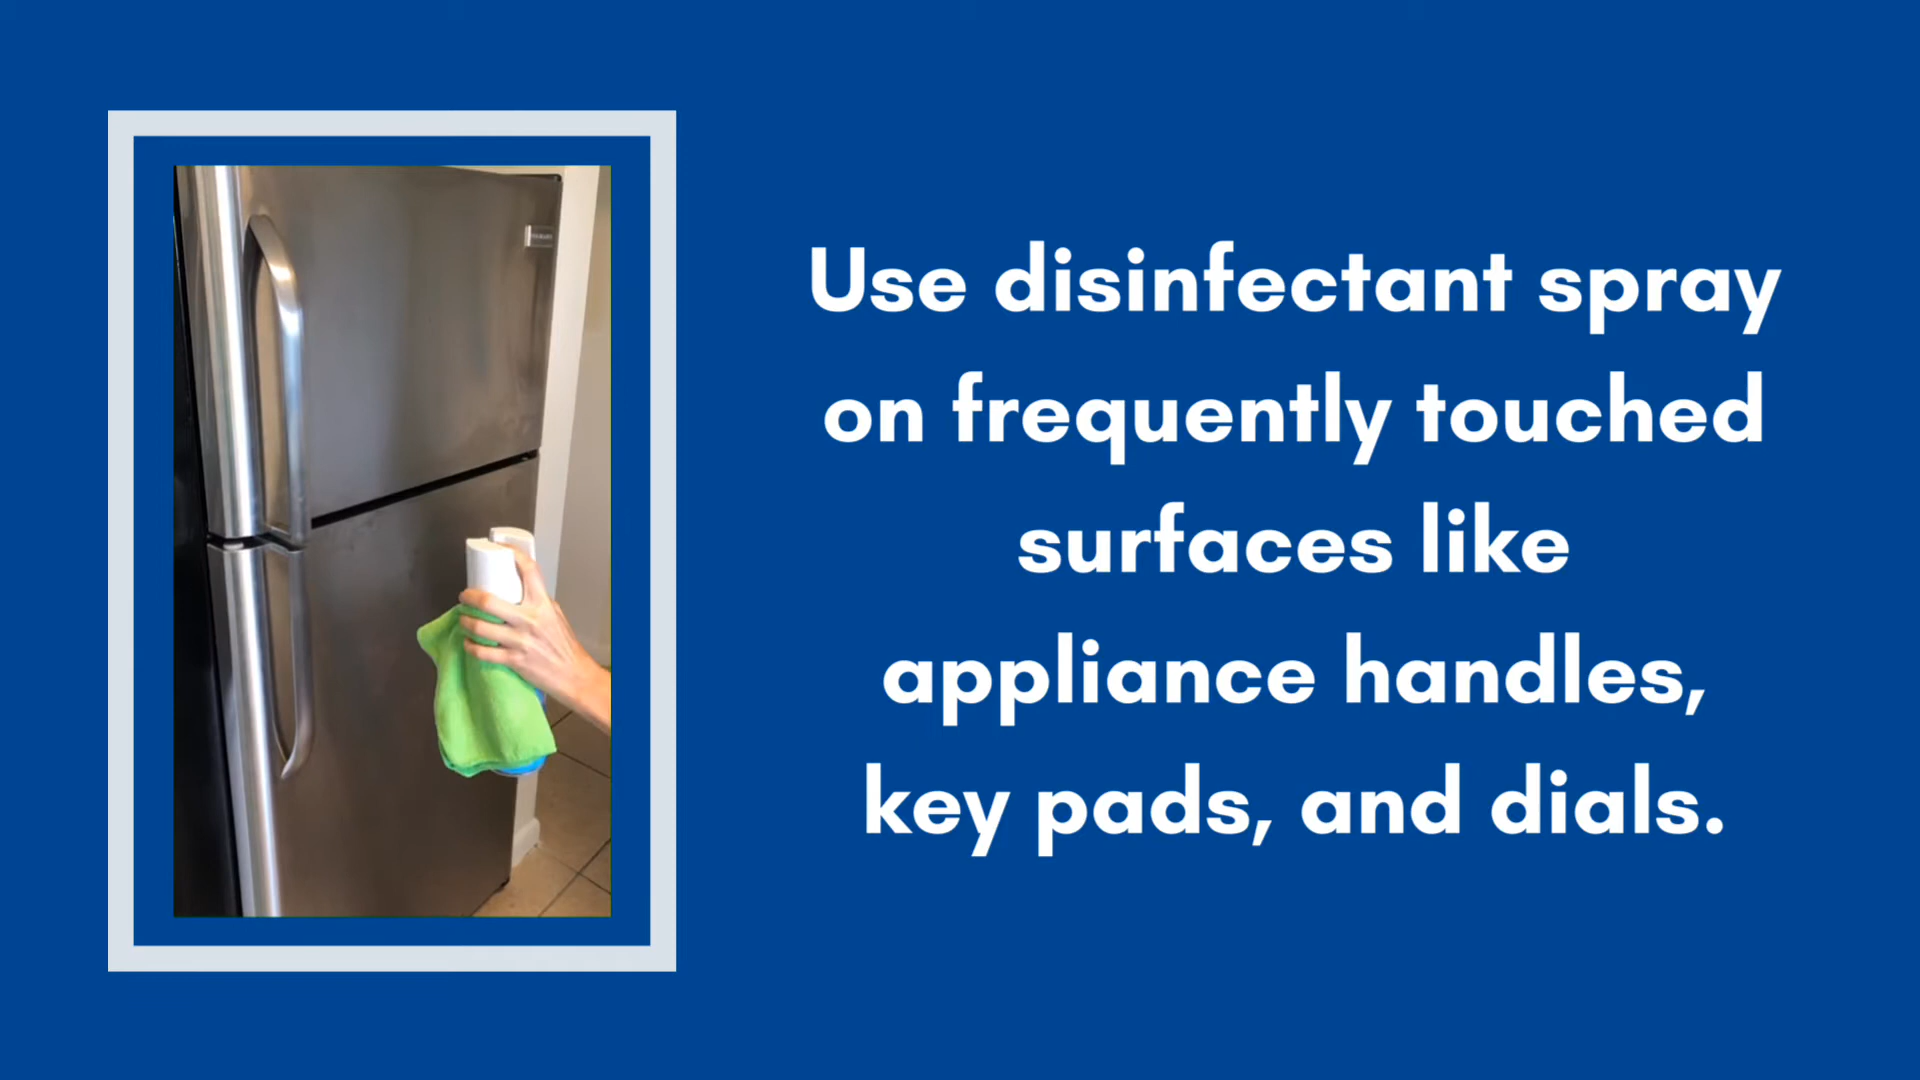 Use disinfectant spray
on frequently touched
surfaces like
appliance handles,
key pads, and dials.